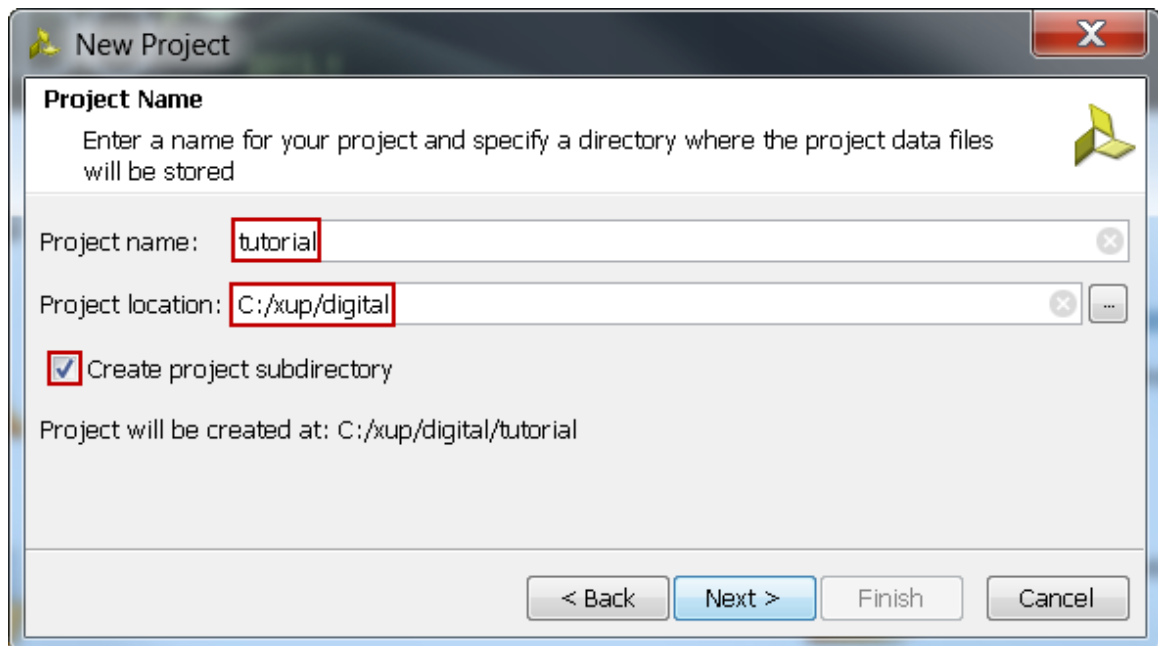 New Project
Project Name
Enter a name for your project and specify a directory where the project data files
will be stored
Project name: tutorial
Project location: C:/xup/digital ...
Create project subdirectory
Project will be created at: C:/xup/digital/tutorial
< Back Next > Finish Cancel